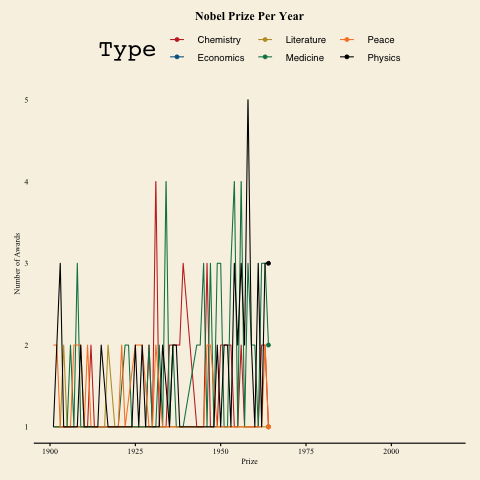 Nobel Prize Per Year
Type
Chemistry Literature Peace
Economics Medicine Physics
5
4
3
2
1
Number of Awards
1900 1925 1950 1975 2000
Prize